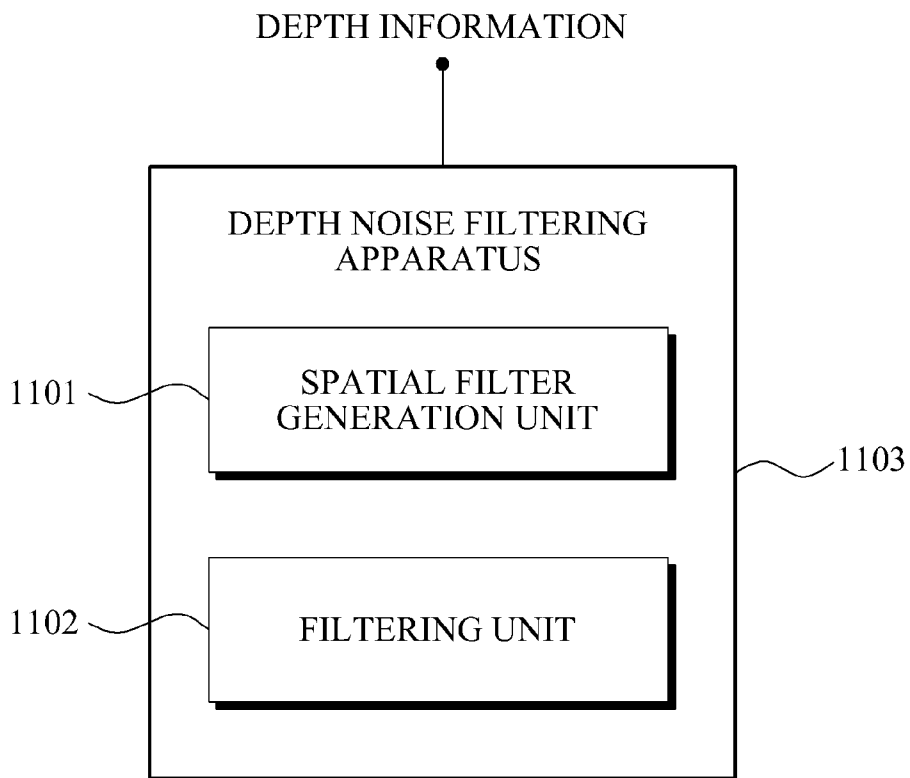 DEPTH INFORMATION
DEPTH NOISE FILTERING
APPARATUS
1101
SPATIAL FILTER
GENERATION UNIT
1103
1102
FILTERING UNIT